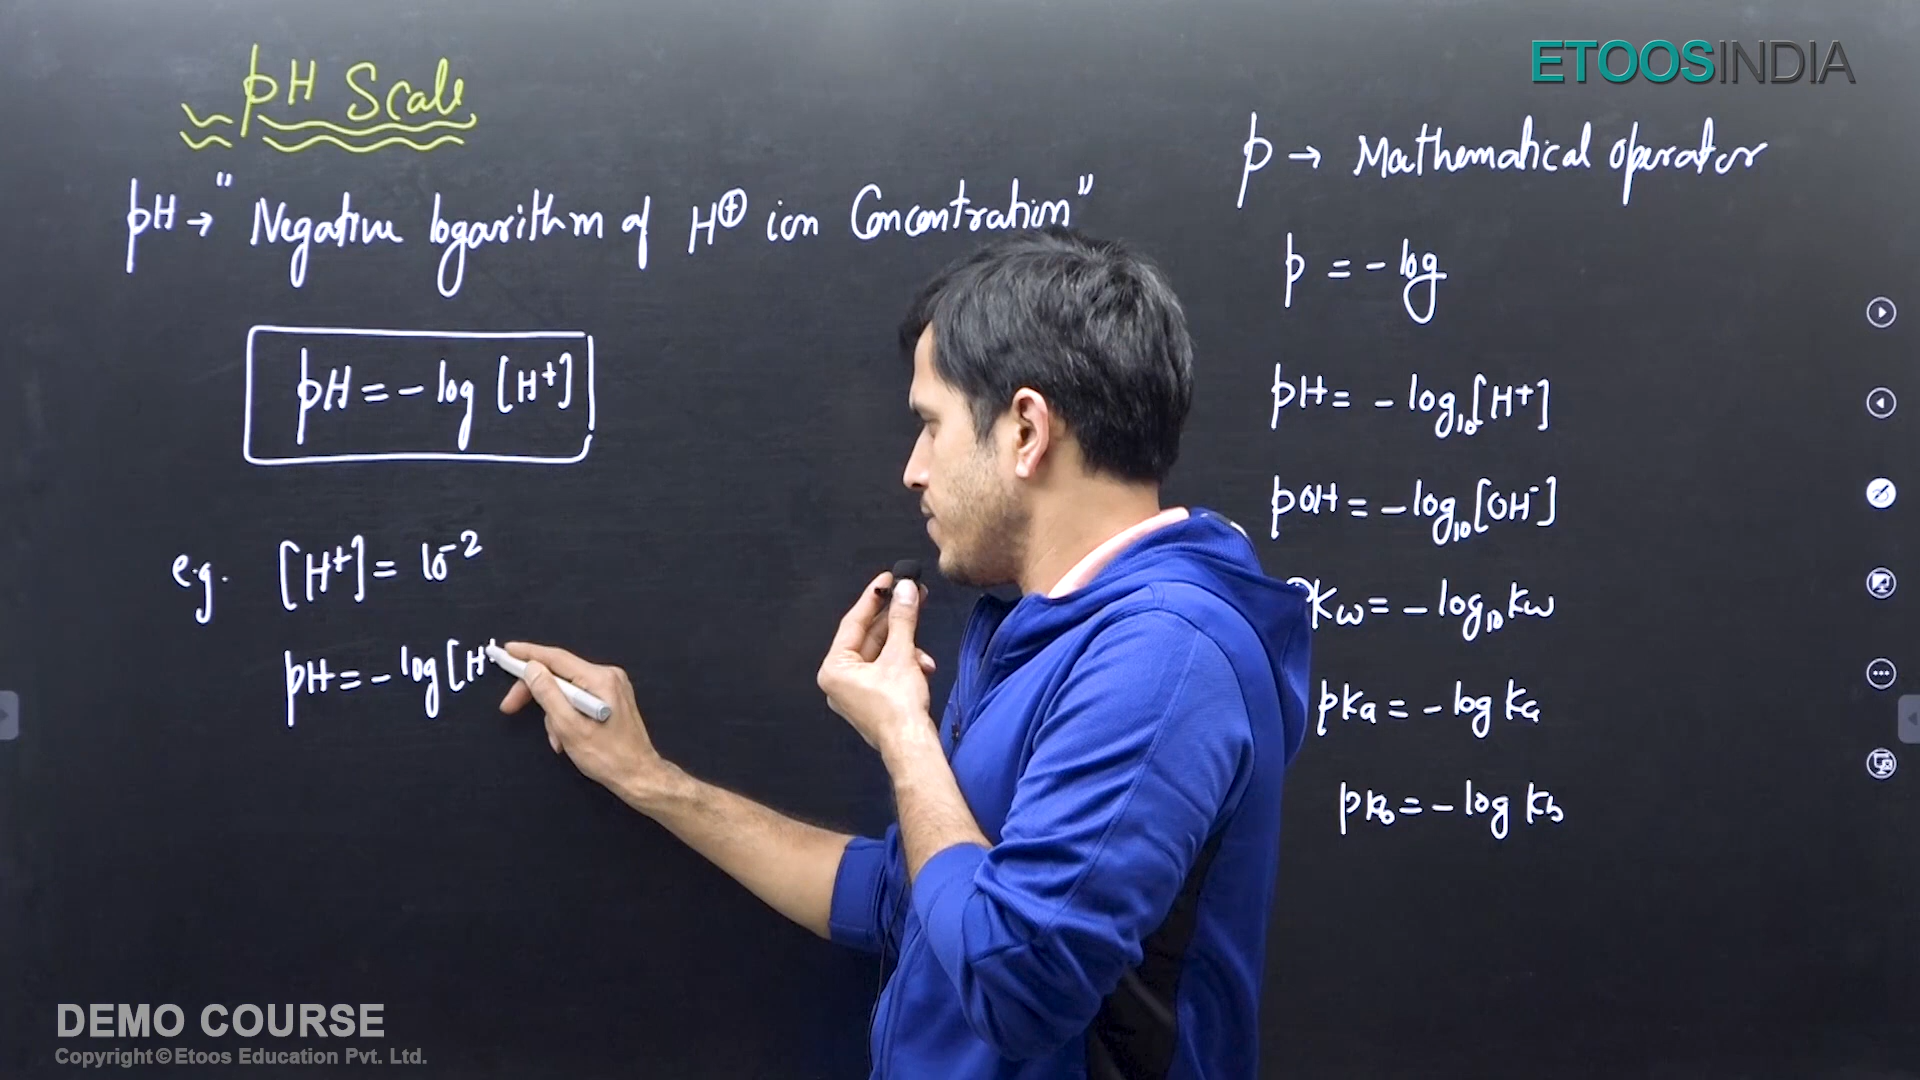 pH Scale
pH → "Negative logarithm of H⊕ ion Concentration"
pH = - log [H+]
e.g. [H+] = 10-2
pH = - log [H+
ETOOSINDIA
p → Mathematical operator
p = - log
pH = - log10[H+]
pOH = - log10[OH-]
Kw = - log10 Kw
pKa = - log Ka
pKb = - log Kb
DEMO COURSE
Copyright©Etoos Education Pvt. Ltd.